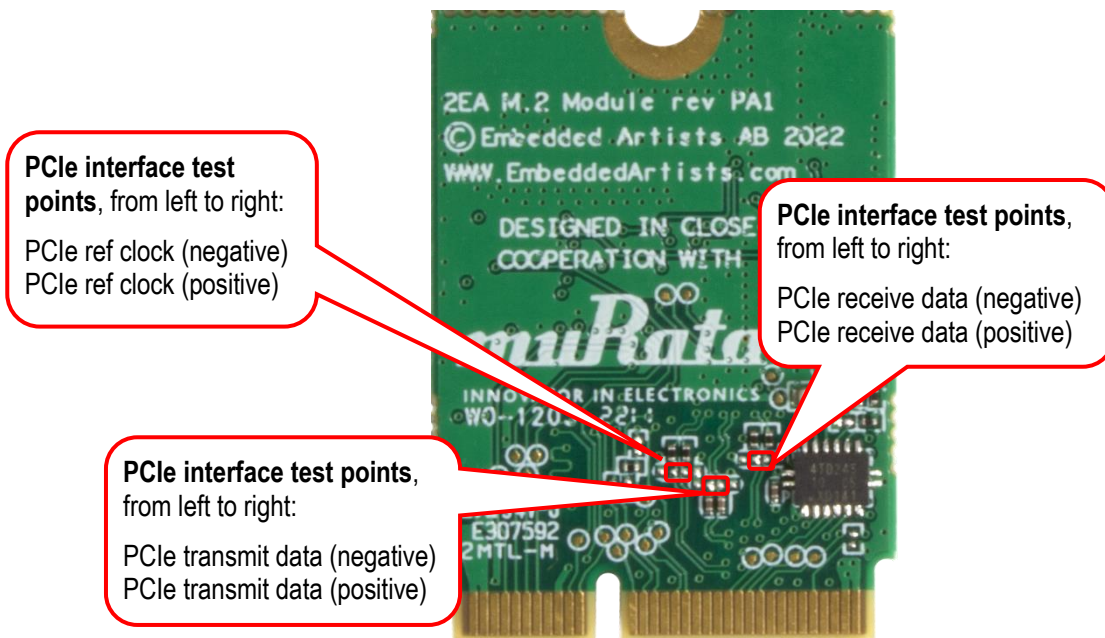 2EA M.2 Module rev PA1
© Embedded Artists AB 2022
WWW.EmbeddedArtists.com
DESIGNED IN CLOSE
COOPERATION WITH
muRata
INNOVATOR IN ELECTRONICS
E307592
2MTL-M
4TD245
PCIe interface test
points, from left to right:
PCIe ref clock (negative)
PCIe ref clock (positive)
PCIe interface test points,
from left to right:
PCIe receive data (negative)
PCIe receive data (positive)
PCIe interface test points,
from left to right:
PCIe transmit data (negative)
PCIe transmit data (positive)